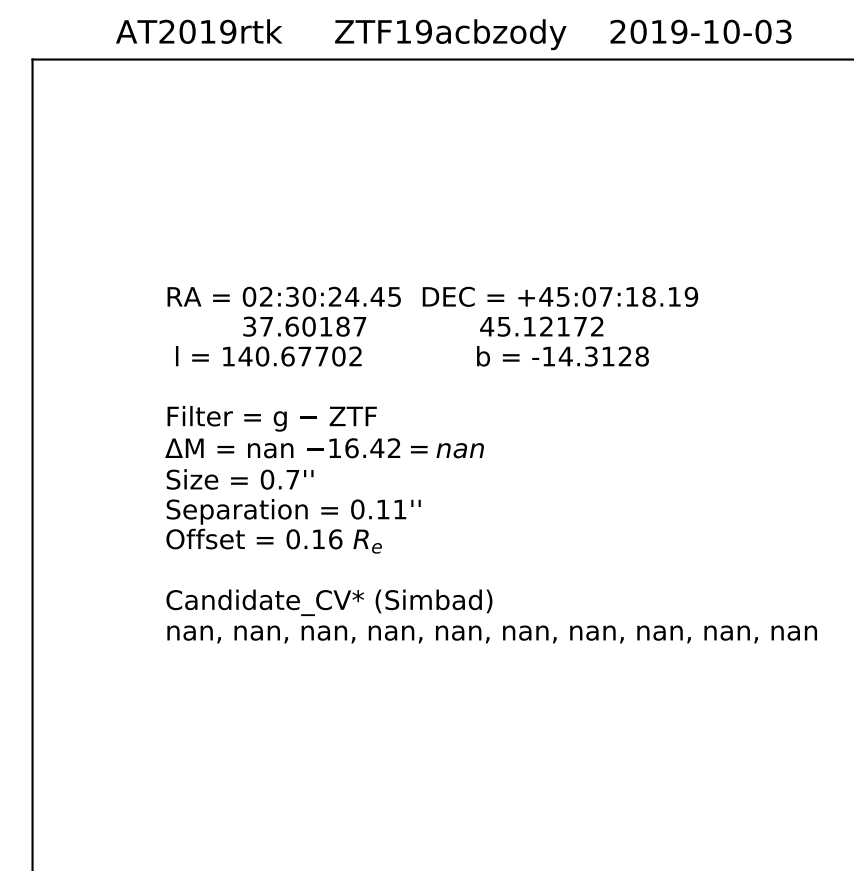 AT2019rtk ZTF19acbzody 2019-10-03
RA = 02:30:24.45 DEC = +45:07:18.19
37.60187 45.12172
l = 140.67702 b = -14.3128
Filter = g − ZTF
ΔM = nan −16.42 = nan
Size = 0.7''
Separation = 0.11''
Offset = 0.16 Re
Candidate_CV* (Simbad)
nan, nan, nan, nan, nan, nan, nan, nan, nan, nan